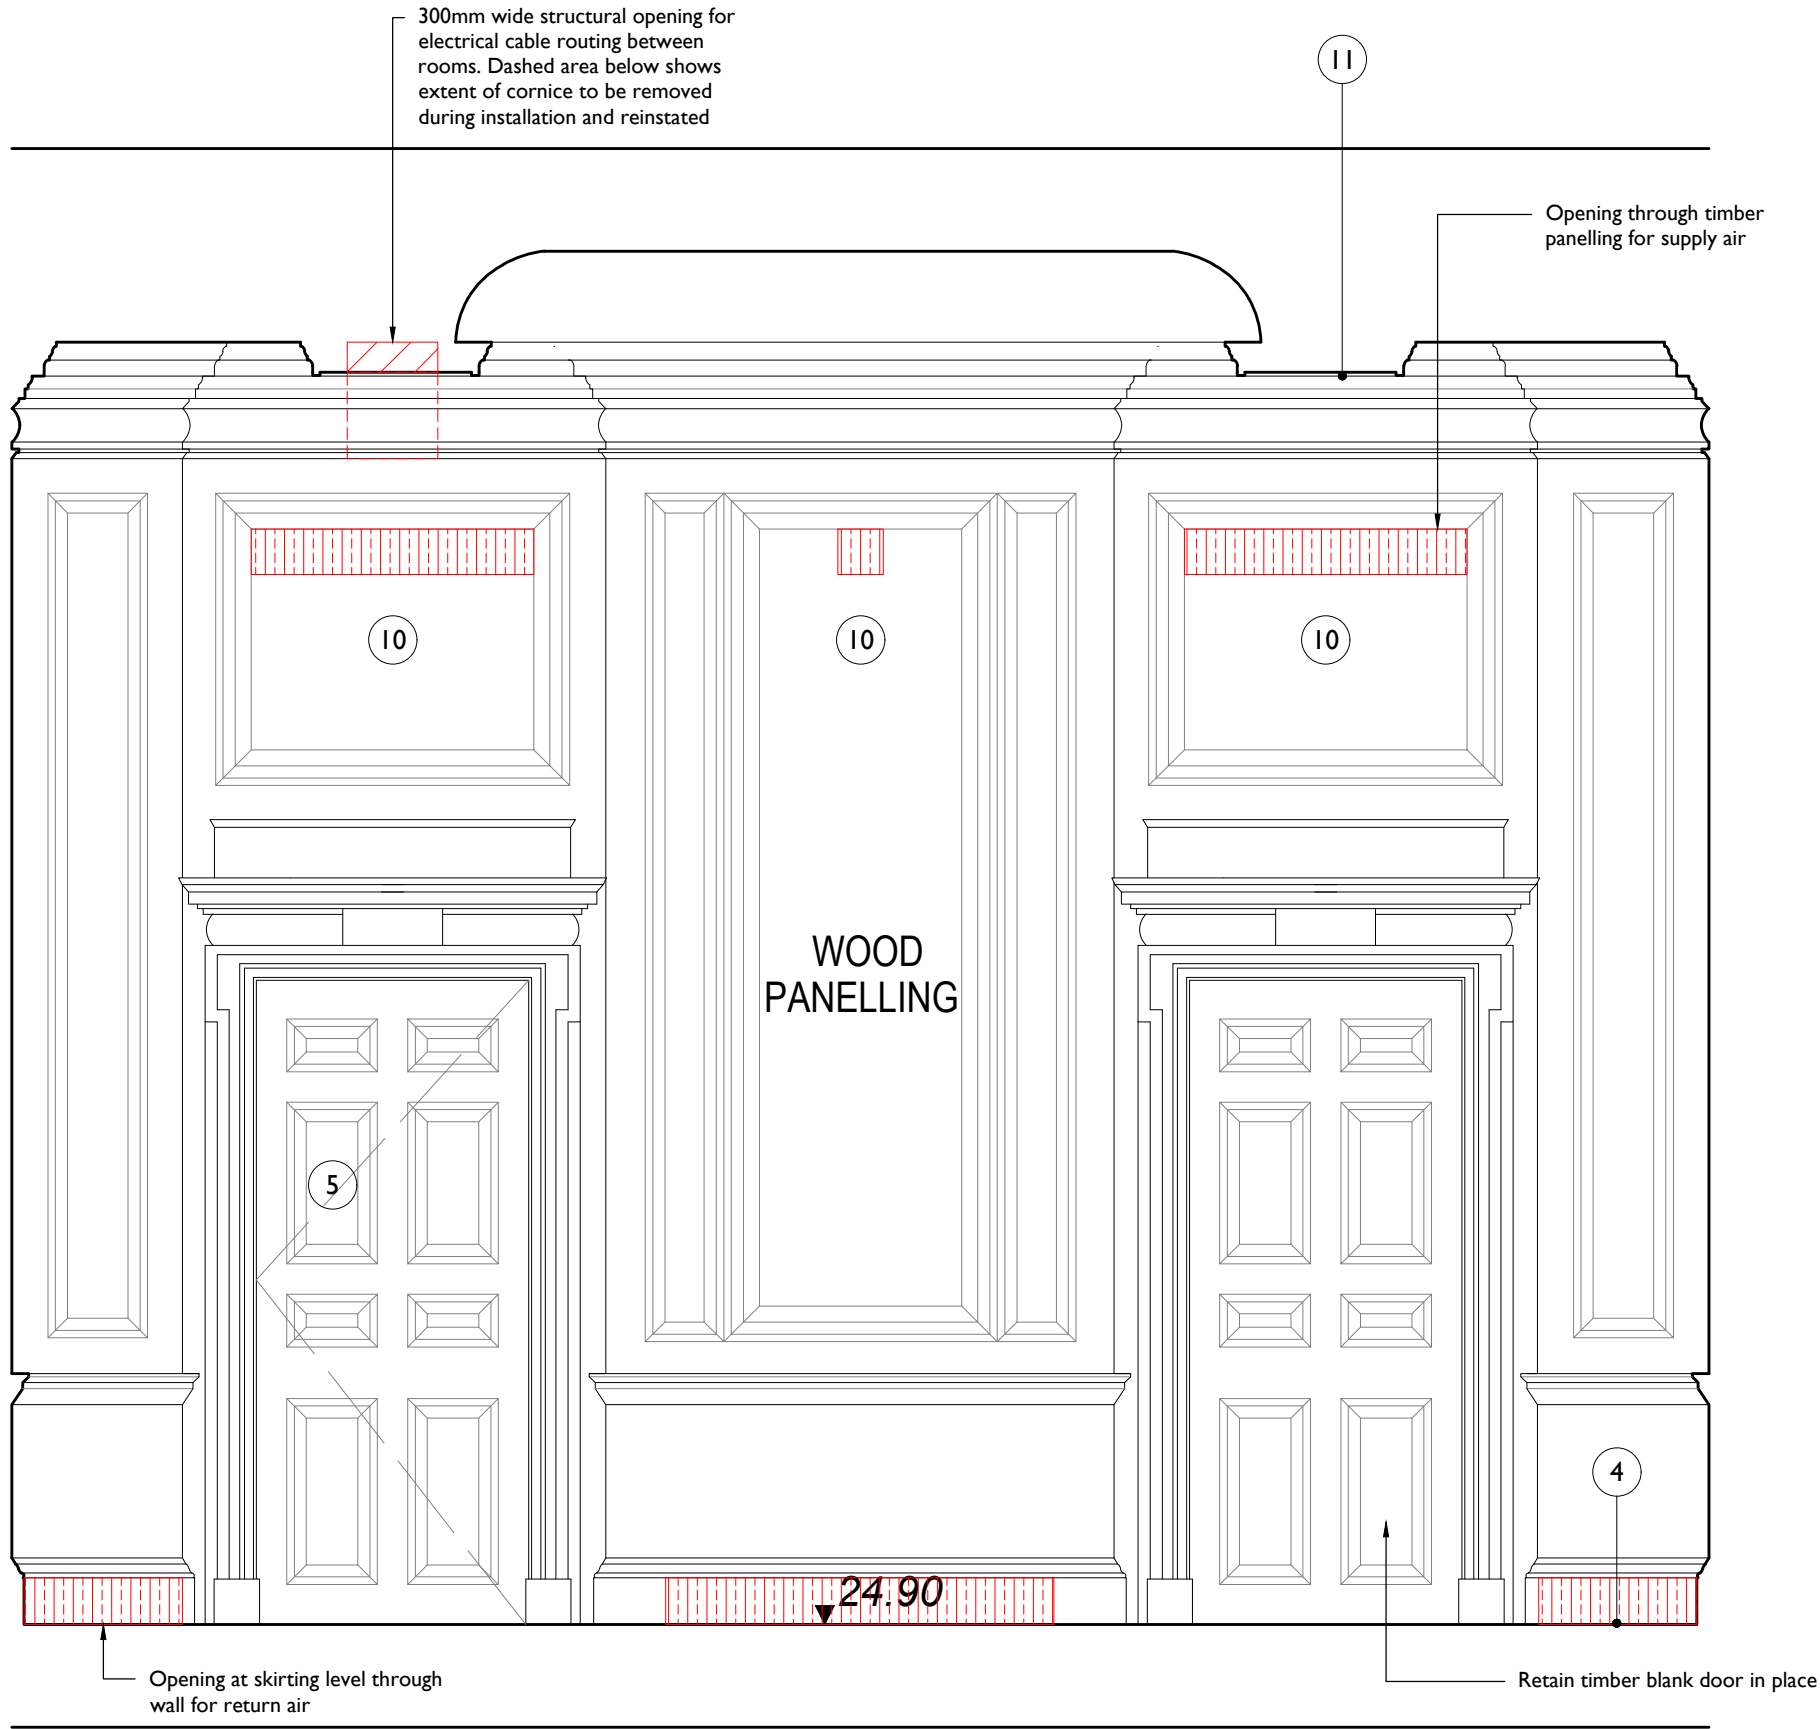 300mm wide structural opening for
electrical cable routing between
rooms. Dashed area below shows
extent of cornice to be removed
during installation and reinstated
11
Opening through timber
panelling for supply air
10
10
10
WOOD
PANELLING
5
4
24.90
Opening at skirting level through
wall for return air
Retain timber blank door in place